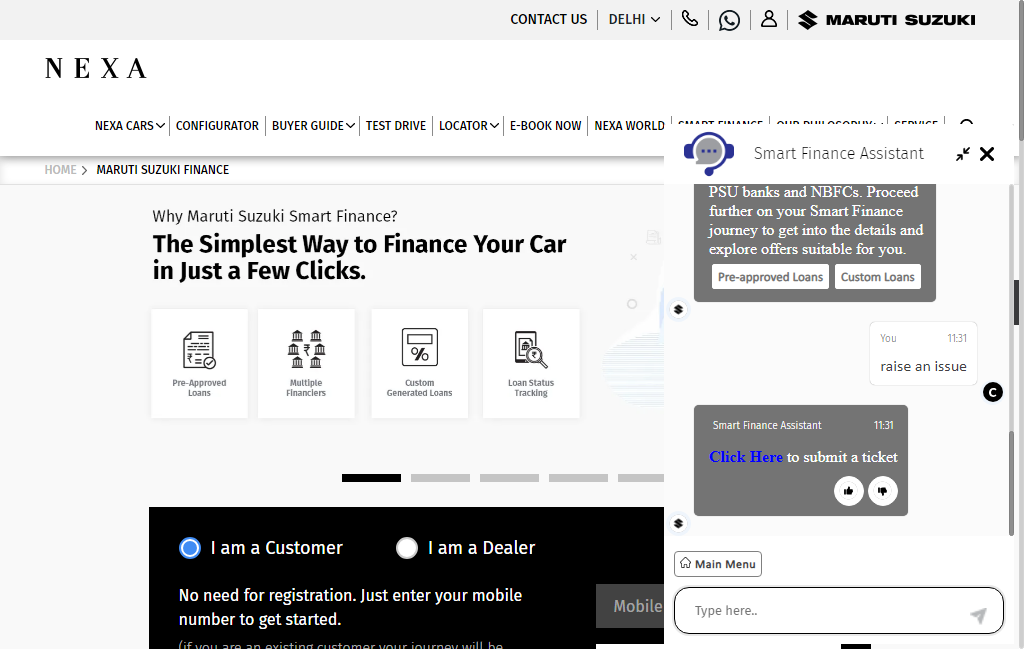 CONTACT US
DELHI
MARUTI SUZUKI
NEXA
NEXA CARS
CONFIGURATOR
BUYER GUIDE
TEST DRIVE
LOCATOR
E-BOOK NOW
NEXA WORLD
SMART FINANCE
OUR PHILOSOPHY
SERVICE
HOME
MARUTI SUZUKI FINANCE
Why Maruti Suzuki Smart Finance?
The Simplest Way to Finance Your Car
in Just a Few Clicks.
Pre-Approved
Loans
Multiple
Financiers
Custom
Generated Loans
Loan Status
Tracking
I am a Customer
I am a Dealer
No need for registration. Just enter your mobile
number to get started.
(if you are an existing customer your journey will be
Mobile
Smart Finance Assistant
PSU banks and NBFCs. Proceed
further on your Smart Finance
journey to get into the details and
explore offers suitable for you.
Pre-approved Loans
Custom Loans
You
11:31
raise an issue
C
Smart Finance Assistant
11:31
Click Here to submit a ticket
Main Menu
Type here..